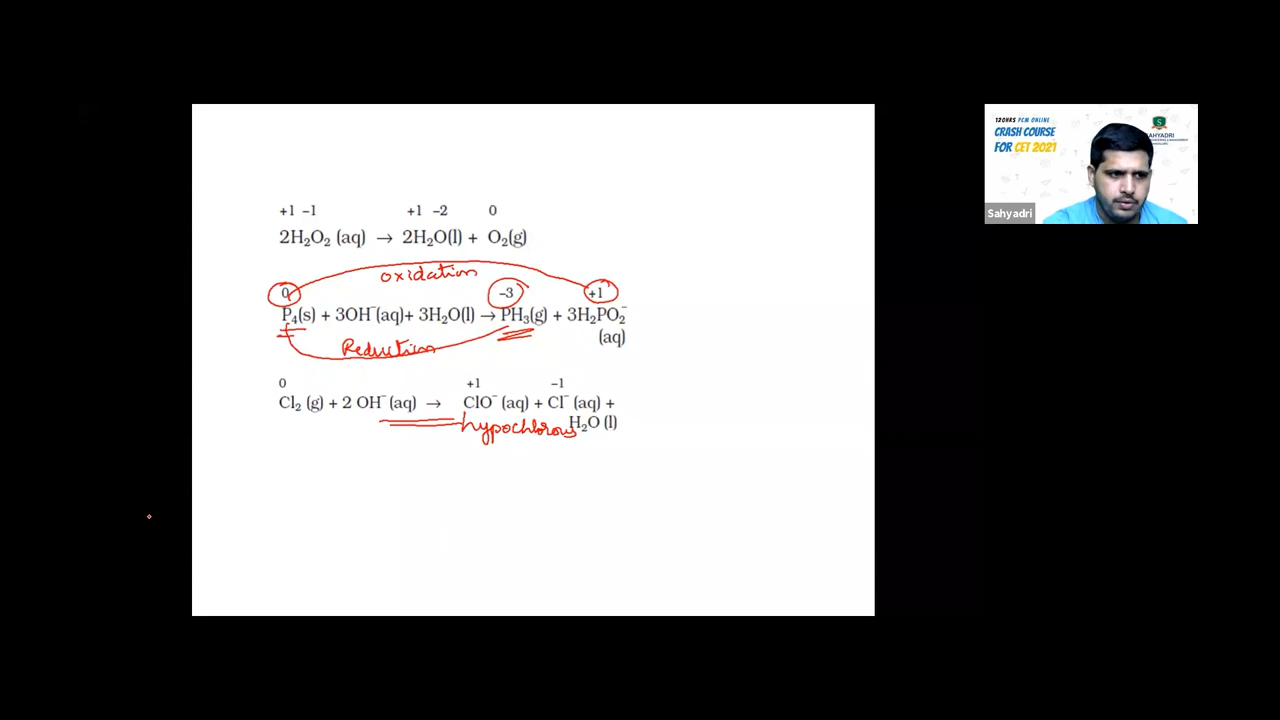 +1 –1 +1 –2 0
2H₂O₂ (aq) → 2H₂O(l) + O₂(g)
oxidation
0 –3 +1
P₄(s) + 3OH⁻(aq)+ 3H₂O(l) → PH₃(g) + 3H₂PO₂⁻
(aq)
Reduction
0 +1 –1
Cl₂ (g) + 2 OH⁻ (aq) → ClO⁻ (aq) + Cl⁻ (aq) +
hypochlorous H₂O (l)
120HRS PCM ONLINE
CRASH COURSE
FOR CET 2021
S
Sahyadri